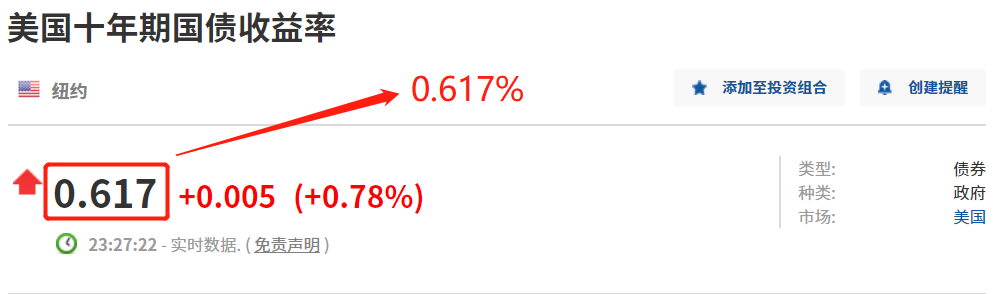 美国十年期国债收益率
纽约
0.617%
添加至投资组合
创建提醒
0.617 +0.005 (+0.78%)
23:27:22 - 实时数据. ( 免责声明 )
类型: 债券
种类: 政府
市场: 美国